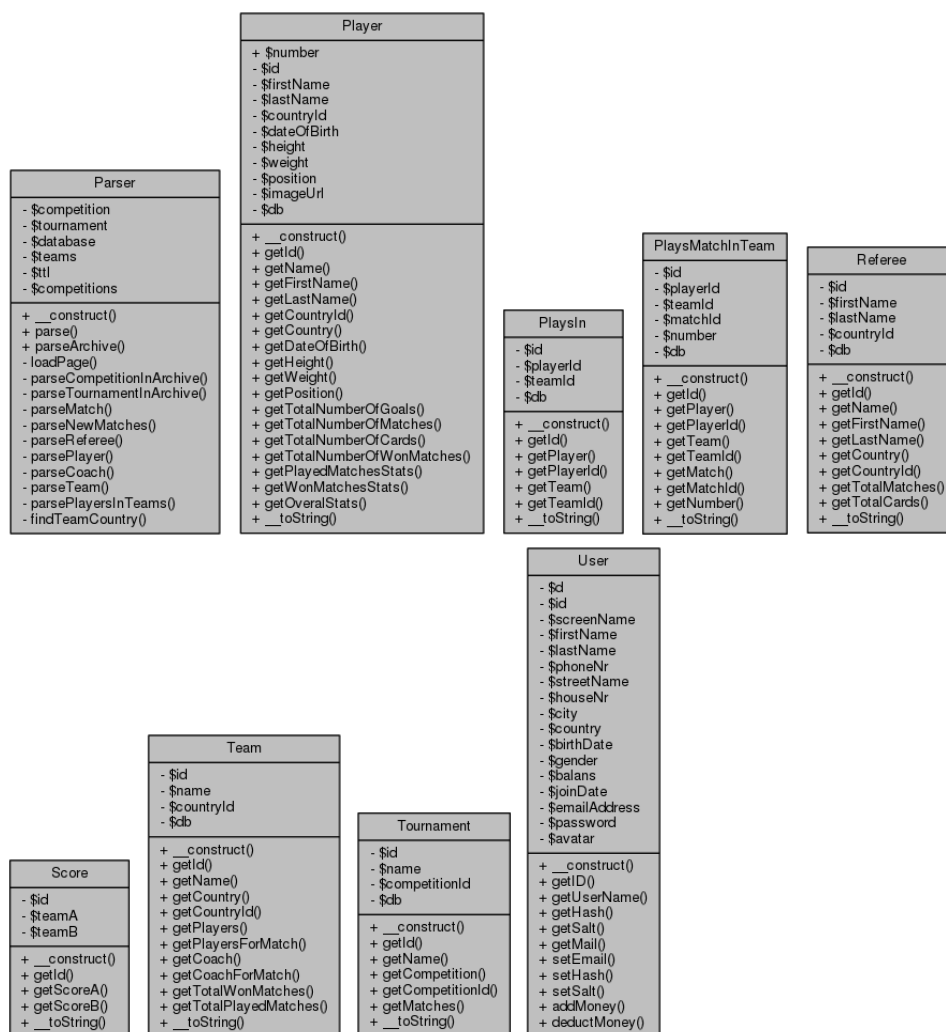 Parser
- $competition
- $tournament
- $database
- $teams
- $ttl
- $competitions
+ __construct()
+ parse()
+ parseArchive()
- loadPage()
- parseCompetitionInArchive()
- parseTournamentInArchive()
- parseMatch()
- parseNewMatches()
- parseReferee()
- parsePlayer()
- parseCoach()
- parseTeam()
- parsePlayersInTeams()
- findTeamCountry()
Player
+ $number
- $id
- $firstName
- $lastName
- $countryId
- $dateOfBirth
- $height
- $weight
- $position
- $imageUrl
- $db
+ __construct()
+ getId()
+ getName()
+ getFirstName()
+ getLastName()
+ getCountryId()
+ getCountry()
+ getDateOfBirth()
+ getHeight()
+ getWeight()
+ getPosition()
+ getTotalNumberOfGoals()
+ getTotalNumberOfMatches()
+ getTotalNumberOfCards()
+ getTotalNumberOfWonMatches()
+ getPlayedMatchesStats()
+ getWonMatchesStats()
+ getOveralStats()
+ __toString()
PlaysIn
- $id
- $playerId
- $teamId
- $db
+ __construct()
+ getId()
+ getPlayer()
+ getPlayerId()
+ getTeam()
+ getTeamId()
+ __toString()
PlaysMatchInTeam
- $id
- $playerId
- $teamId
- $matchId
- $number
- $db
+ __construct()
+ getId()
+ getPlayer()
+ getPlayerId()
+ getTeam()
+ getTeamId()
+ getMatch()
+ getMatchId()
+ getNumber()
+ __toString()
Referee
- $id
- $firstName
- $lastName
- $countryId
- $db
+ __construct()
+ getId()
+ getName()
+ getFirstName()
+ getLastName()
+ getCountry()
+ getCountryId()
+ getTotalMatches()
+ getTotalCards()
+ __toString()
Score
- $id
- $teamA
- $teamB
+ __construct()
+ getId()
+ getScoreA()
+ getScoreB()
+ __toString()
Team
- $id
- $name
- $countryId
- $db
+ __construct()
+ getId()
+ getName()
+ getCountry()
+ getCountryId()
+ getPlayers()
+ getPlayersForMatch()
+ getCoach()
+ getCoachForMatch()
+ getTotalWonMatches()
+ getTotalPlayedMatches()
+ __toString()
Tournament
- $id
- $name
- $competitionId
- $db
+ __construct()
+ getId()
+ getName()
+ getCompetition()
+ getCompetitionId()
+ getMatches()
+ __toString()
User
- $d
- $id
- $screenName
- $firstName
- $lastName
- $phoneNr
- $streetName
- $houseNr
- $city
- $country
- $birthDate
- $gender
- $balans
- $joinDate
- $emailAddress
- $password
- $avatar
+ __construct()
+ getID()
+ getUserName()
+ getHash()
+ getSalt()
+ getMail()
+ setEmail()
+ setHash()
+ setSalt()
+ addMoney()
+ deductMoney()